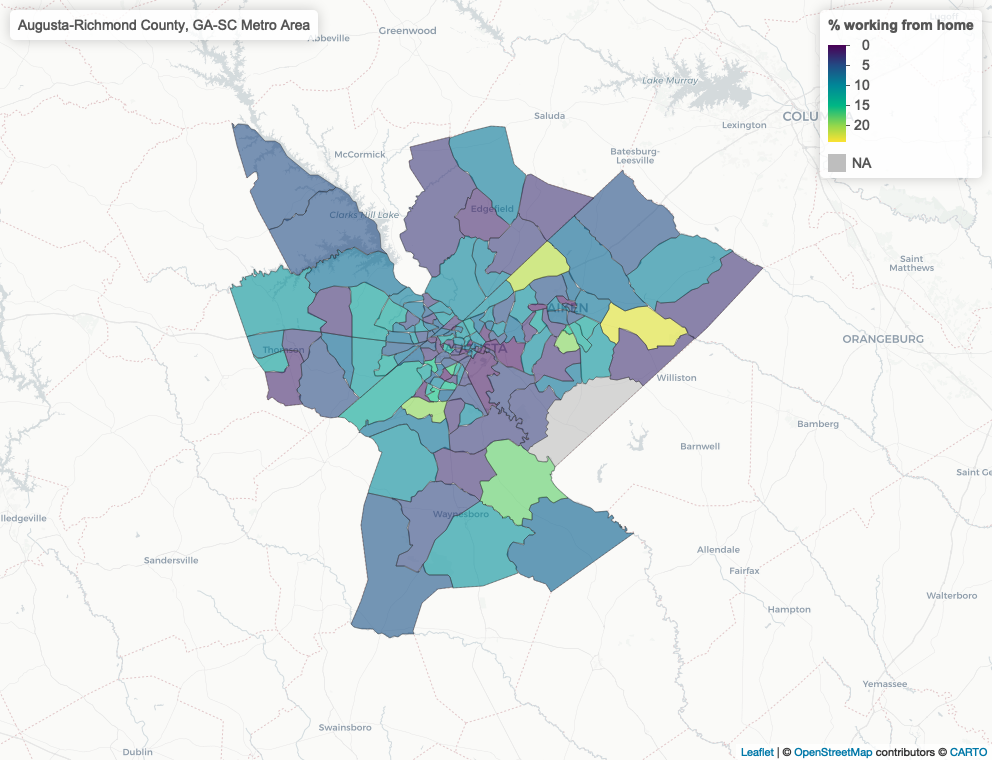 Augusta-Richmond County, GA-SC Metro Area
% working from home
0
5
10
15
20
NA
Greenwood
Abbeville
Lake Murray
Saluda
Lexington
COLU
McCormick
Batesburg-
Leesville
Edgefield
Clarks Hill Lake
Saint
Matthews
AIKEN
ORANGEBURG
Thomson
AUGUSTA
Williston
Bamberg
Barnwell
Saint Ge
Waynesboro
lledgeville
Sandersville
Allendale
Fairfax
Walterboro
Hampton
Yemassee
Swainsboro
Dublin
Leaflet | © OpenStreetMap contributors © CARTO